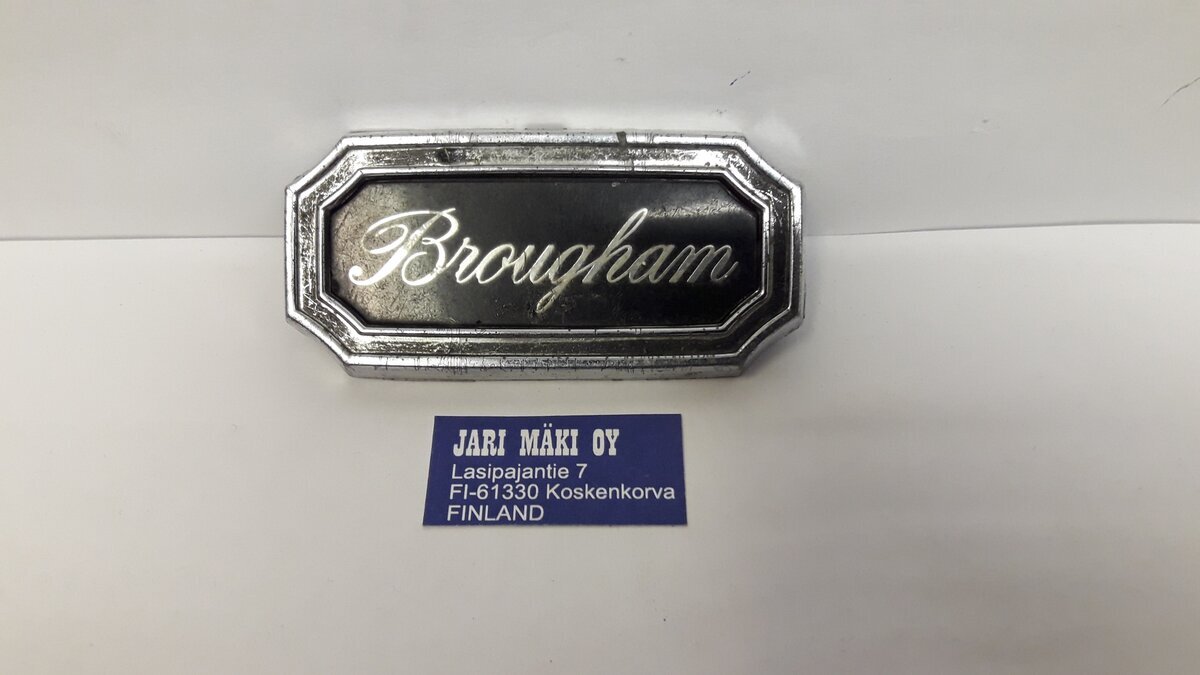 Brougham
JARI MÄKI OY
Lasipajantie 7
FI-61330 Koskenkorva
FINLAND